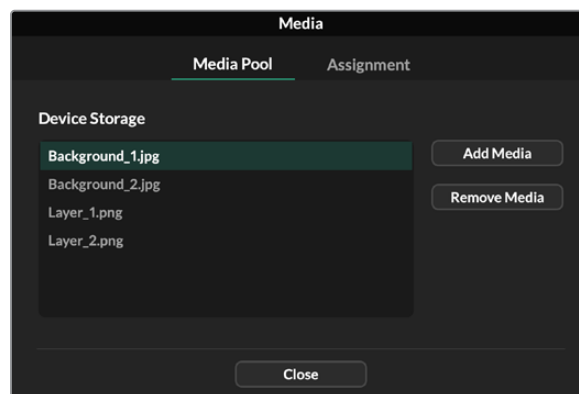 Media
Media Pool Assignment
Device Storage
Background_1.jpg
Add Media
Background_2.jpg
Remove Media
Layer_1.png
Layer_2.png
Close